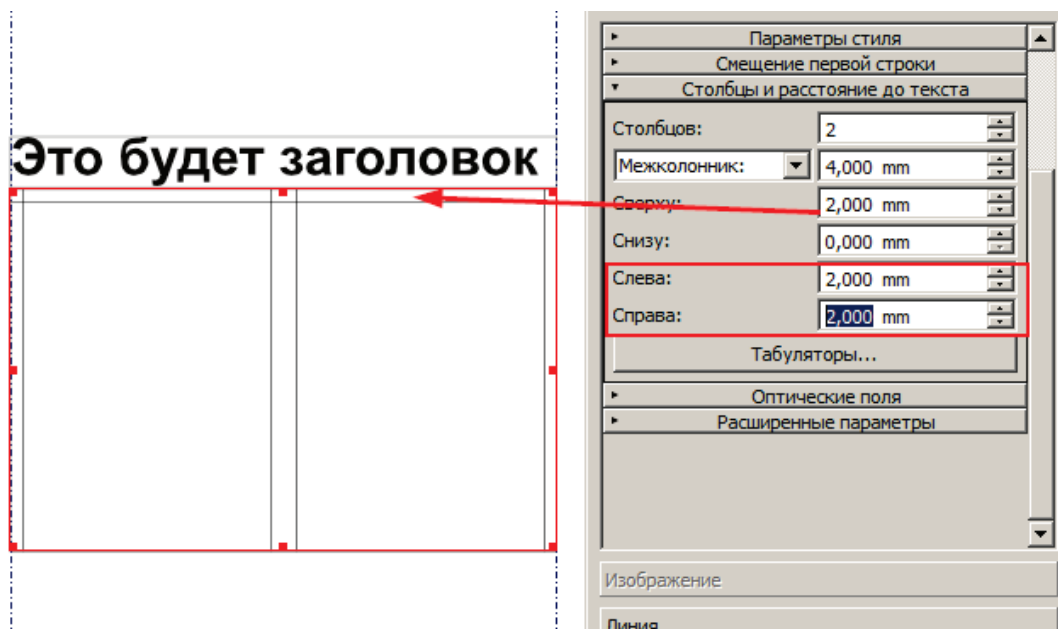 Это будет заголовок
Параметры стиля
Смещение первой строки
Столбцы и расстояние до текста
Столбцов: 2
Межколонник: 4,000 mm
Сверху: 2,000 mm
Снизу: 0,000 mm
Слева: 2,000 mm
Справа: 2,000 mm
Табуляторы...
Оптические поля
Расширенные параметры
Изображение
Линия